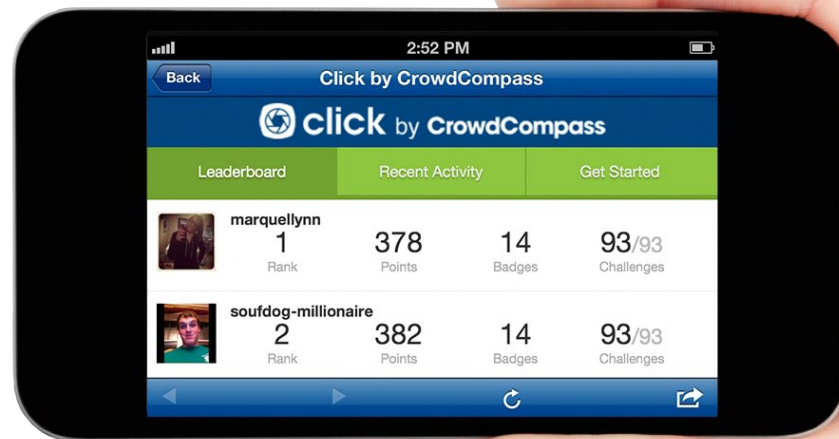 2:52 PM
Back Click by CrowdCompass
click by CrowdCompass
Leaderboard Recent Activity Get Started
marquellynn
1 378 14 93/93
Rank Points Badges Challenges
soufdog-millionaire
2 382 14 93/93
Rank Points Badges Challenges